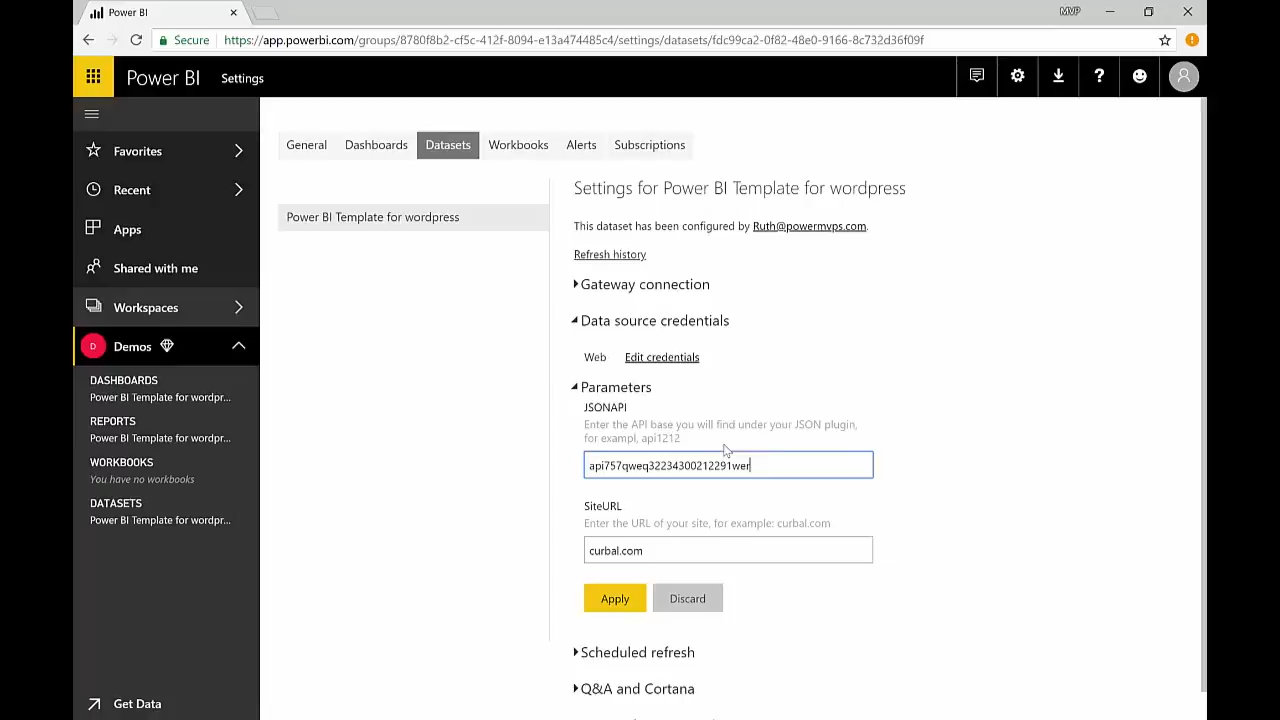 Power BI
MVP
Secure
https://app.powerbi.com/groups/8780f8b2-cf5c-412f-8094-e13a474485c4/settings/datasets/fdc99ca2-0f82-48e0-9166-8c732d36f09f
Power BI
Settings
?
Favorites
Recent
Apps
Shared with me
Workspaces
D
Demos
DASHBOARDS
Power BI Template for wordpr...
REPORTS
Power BI Template for wordpr...
WORKBOOKS
You have no workbooks
DATASETS
Power BI Template for wordpr...
Get Data
General Dashboards Datasets Workbooks Alerts Subscriptions
Power BI Template for wordpress
Settings for Power BI Template for wordpress
This dataset has been configured by Ruth@powermvps.com.
Refresh history
Gateway connection
Data source credentials
Web Edit credentials
Parameters
JSONAPI
Enter the API base you will find under your JSON plugin,
for exampl, api1212
api757qweq32234300212291wer
SiteURL
Enter the URL of your site, for example: curbal.com
curbal.com
Apply Discard
Scheduled refresh
Q&A and Cortana